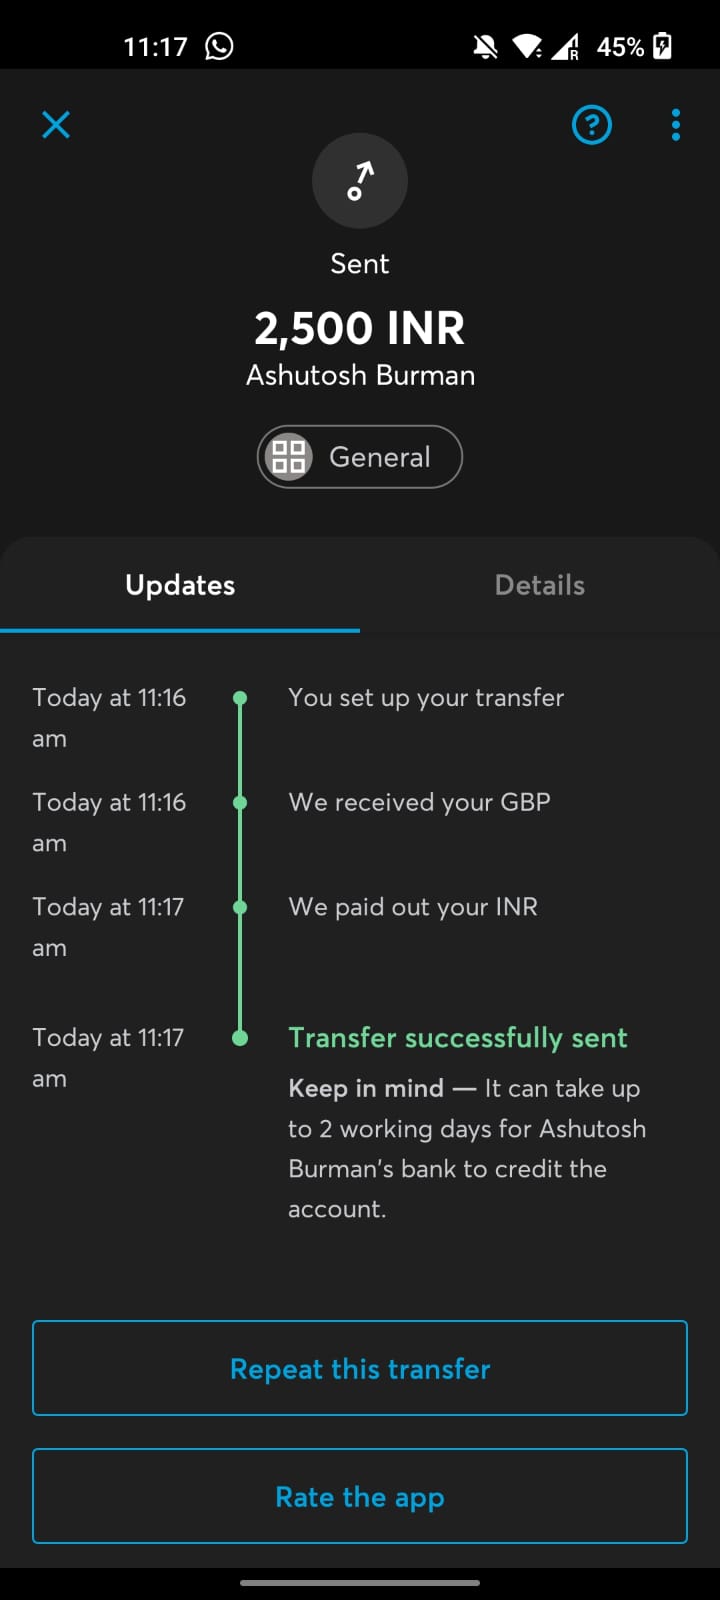 11:17 45%
?
Sent
2,500 INR
Ashutosh Burman
General
Updates Details
Today at 11:16 You set up your transfer
am
Today at 11:16 We received your GBP
am
Today at 11:17 We paid out your INR
am
Today at 11:17 Transfer successfully sent
am Keep in mind — It can take up
to 2 working days for Ashutosh
Burman's bank to credit the
account.
Repeat this transfer
Rate the app